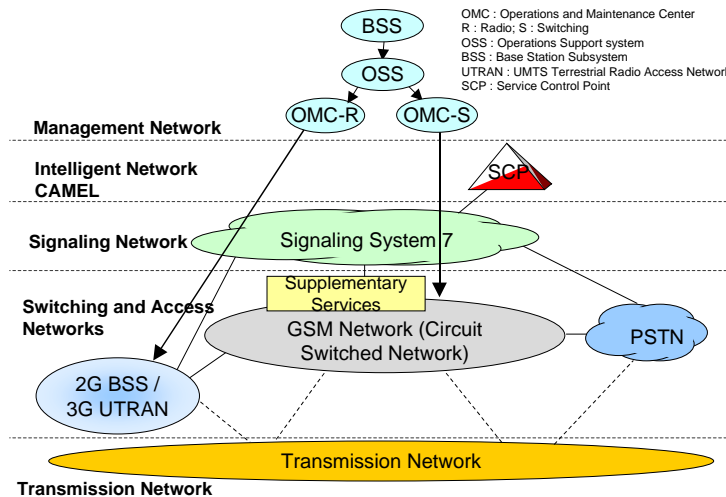 OMC : Operations and Maintenance Center
R : Radio; S : Switching
OSS : Operations Support system
BSS : Base Station Subsystem
UTRAN : UMTS Terrestrial Radio Access Network
SCP : Service Control Point
BSS
OSS
OMC-R
OMC-S
Management Network
Intelligent Network
CAMEL
SCP
Signaling Network
Signaling System 7
Supplementary
Services
Switching and Access
Networks
GSM Network (Circuit
Switched Network)
PSTN
2G BSS /
3G UTRAN
Transmission Network
Transmission Network